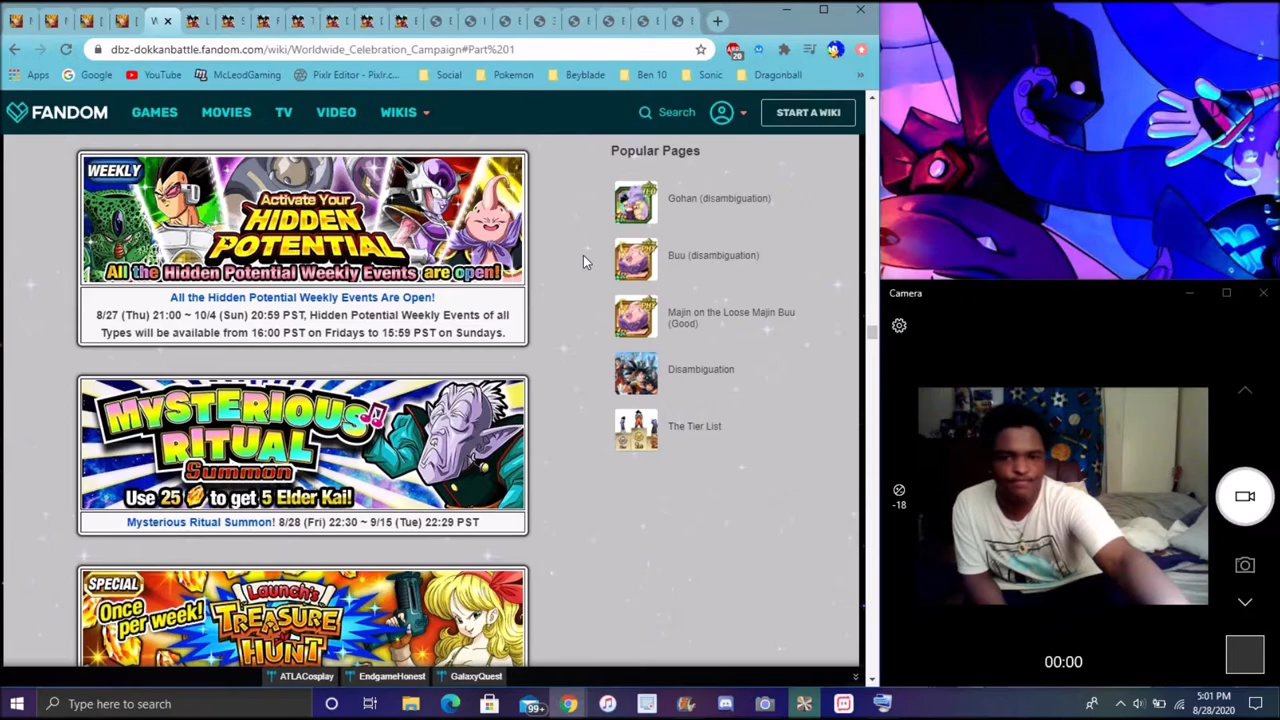 dbz-dokkanbattle.fandom.com/wiki/Worldwide_Celebration_Campaign#Part%201
ABP
20
Apps
Google
YouTube
McLeodGaming
Pixlr Editor - Pixlr.c...
Social
Pokemon
Beyblade
Ben 10
Sonic
Dragonball
»
FANDOM
GAMES
MOVIES
TV
VIDEO
WIKIS
Search
START A WIKI
WEEKLY
Activate Your
HIDDEN
POTENTIAL
All the Hidden Potential Weekly Events are open!
All the Hidden Potential Weekly Events Are Open!
8/27 (Thu) 21:00 ~ 10/4 (Sun) 20:59 PST, Hidden Potential Weekly Events of all
Types will be available from 16:00 PST on Fridays to 15:59 PST on Sundays.
MYSTERIOUS
RITUAL
Summon
Use 25 to get 5 Elder Kai!
Mysterious Ritual Summon! 8/28 (Fri) 22:30 ~ 9/15 (Tue) 22:29 PST
SPECIAL
Once
per week!
Launch's
TREASURE
HUNT
Popular Pages
Gohan (disambiguation)
Buu (disambiguation)
Majin on the Loose Majin Buu
(Good)
Disambiguation
The Tier List
ATLACosplay
EndgameHonest
GalaxyQuest
Camera
-18
00:00
Type here to search
99+
5:01 PM
8/28/2020